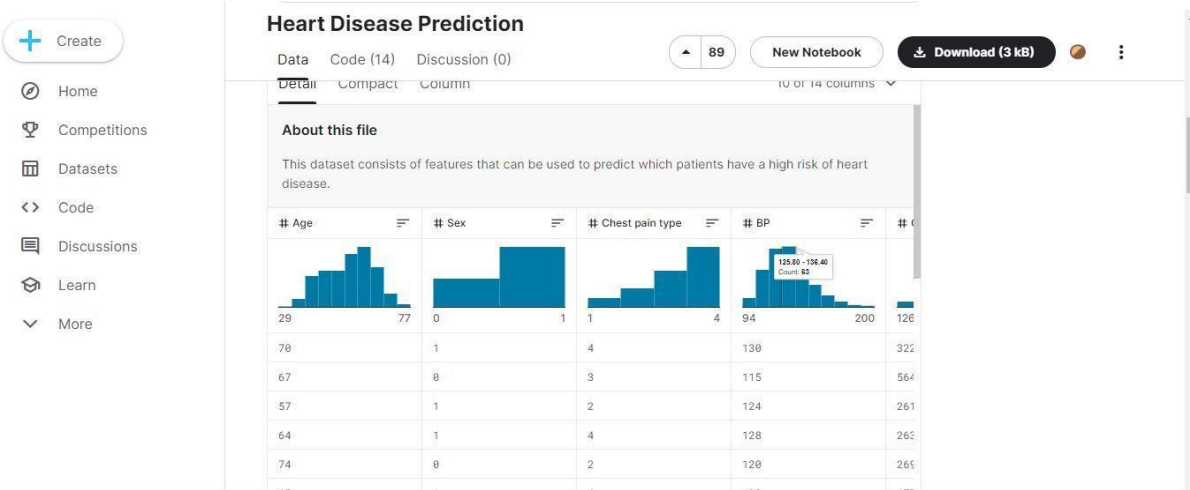 Heart Disease Prediction
Create
Data Code (14) Discussion (0)
89 New Notebook Download (3 kB)
Home
Detail Compact Column 10 of 14 columns
Competitions
Datasets
Code
Discussions
Learn
More
About this file
This dataset consists of features that can be used to predict which patients have a high risk of heart
disease.
# Age # Sex # Chest pain type # BP #
125.80 - 136.40
Count: 63
29 77 0 1 1 4 94 200 126
70 1 4 130 322
67 0 3 115 564
57 1 2 124 261
64 1 4 128 263
74 0 2 120 269